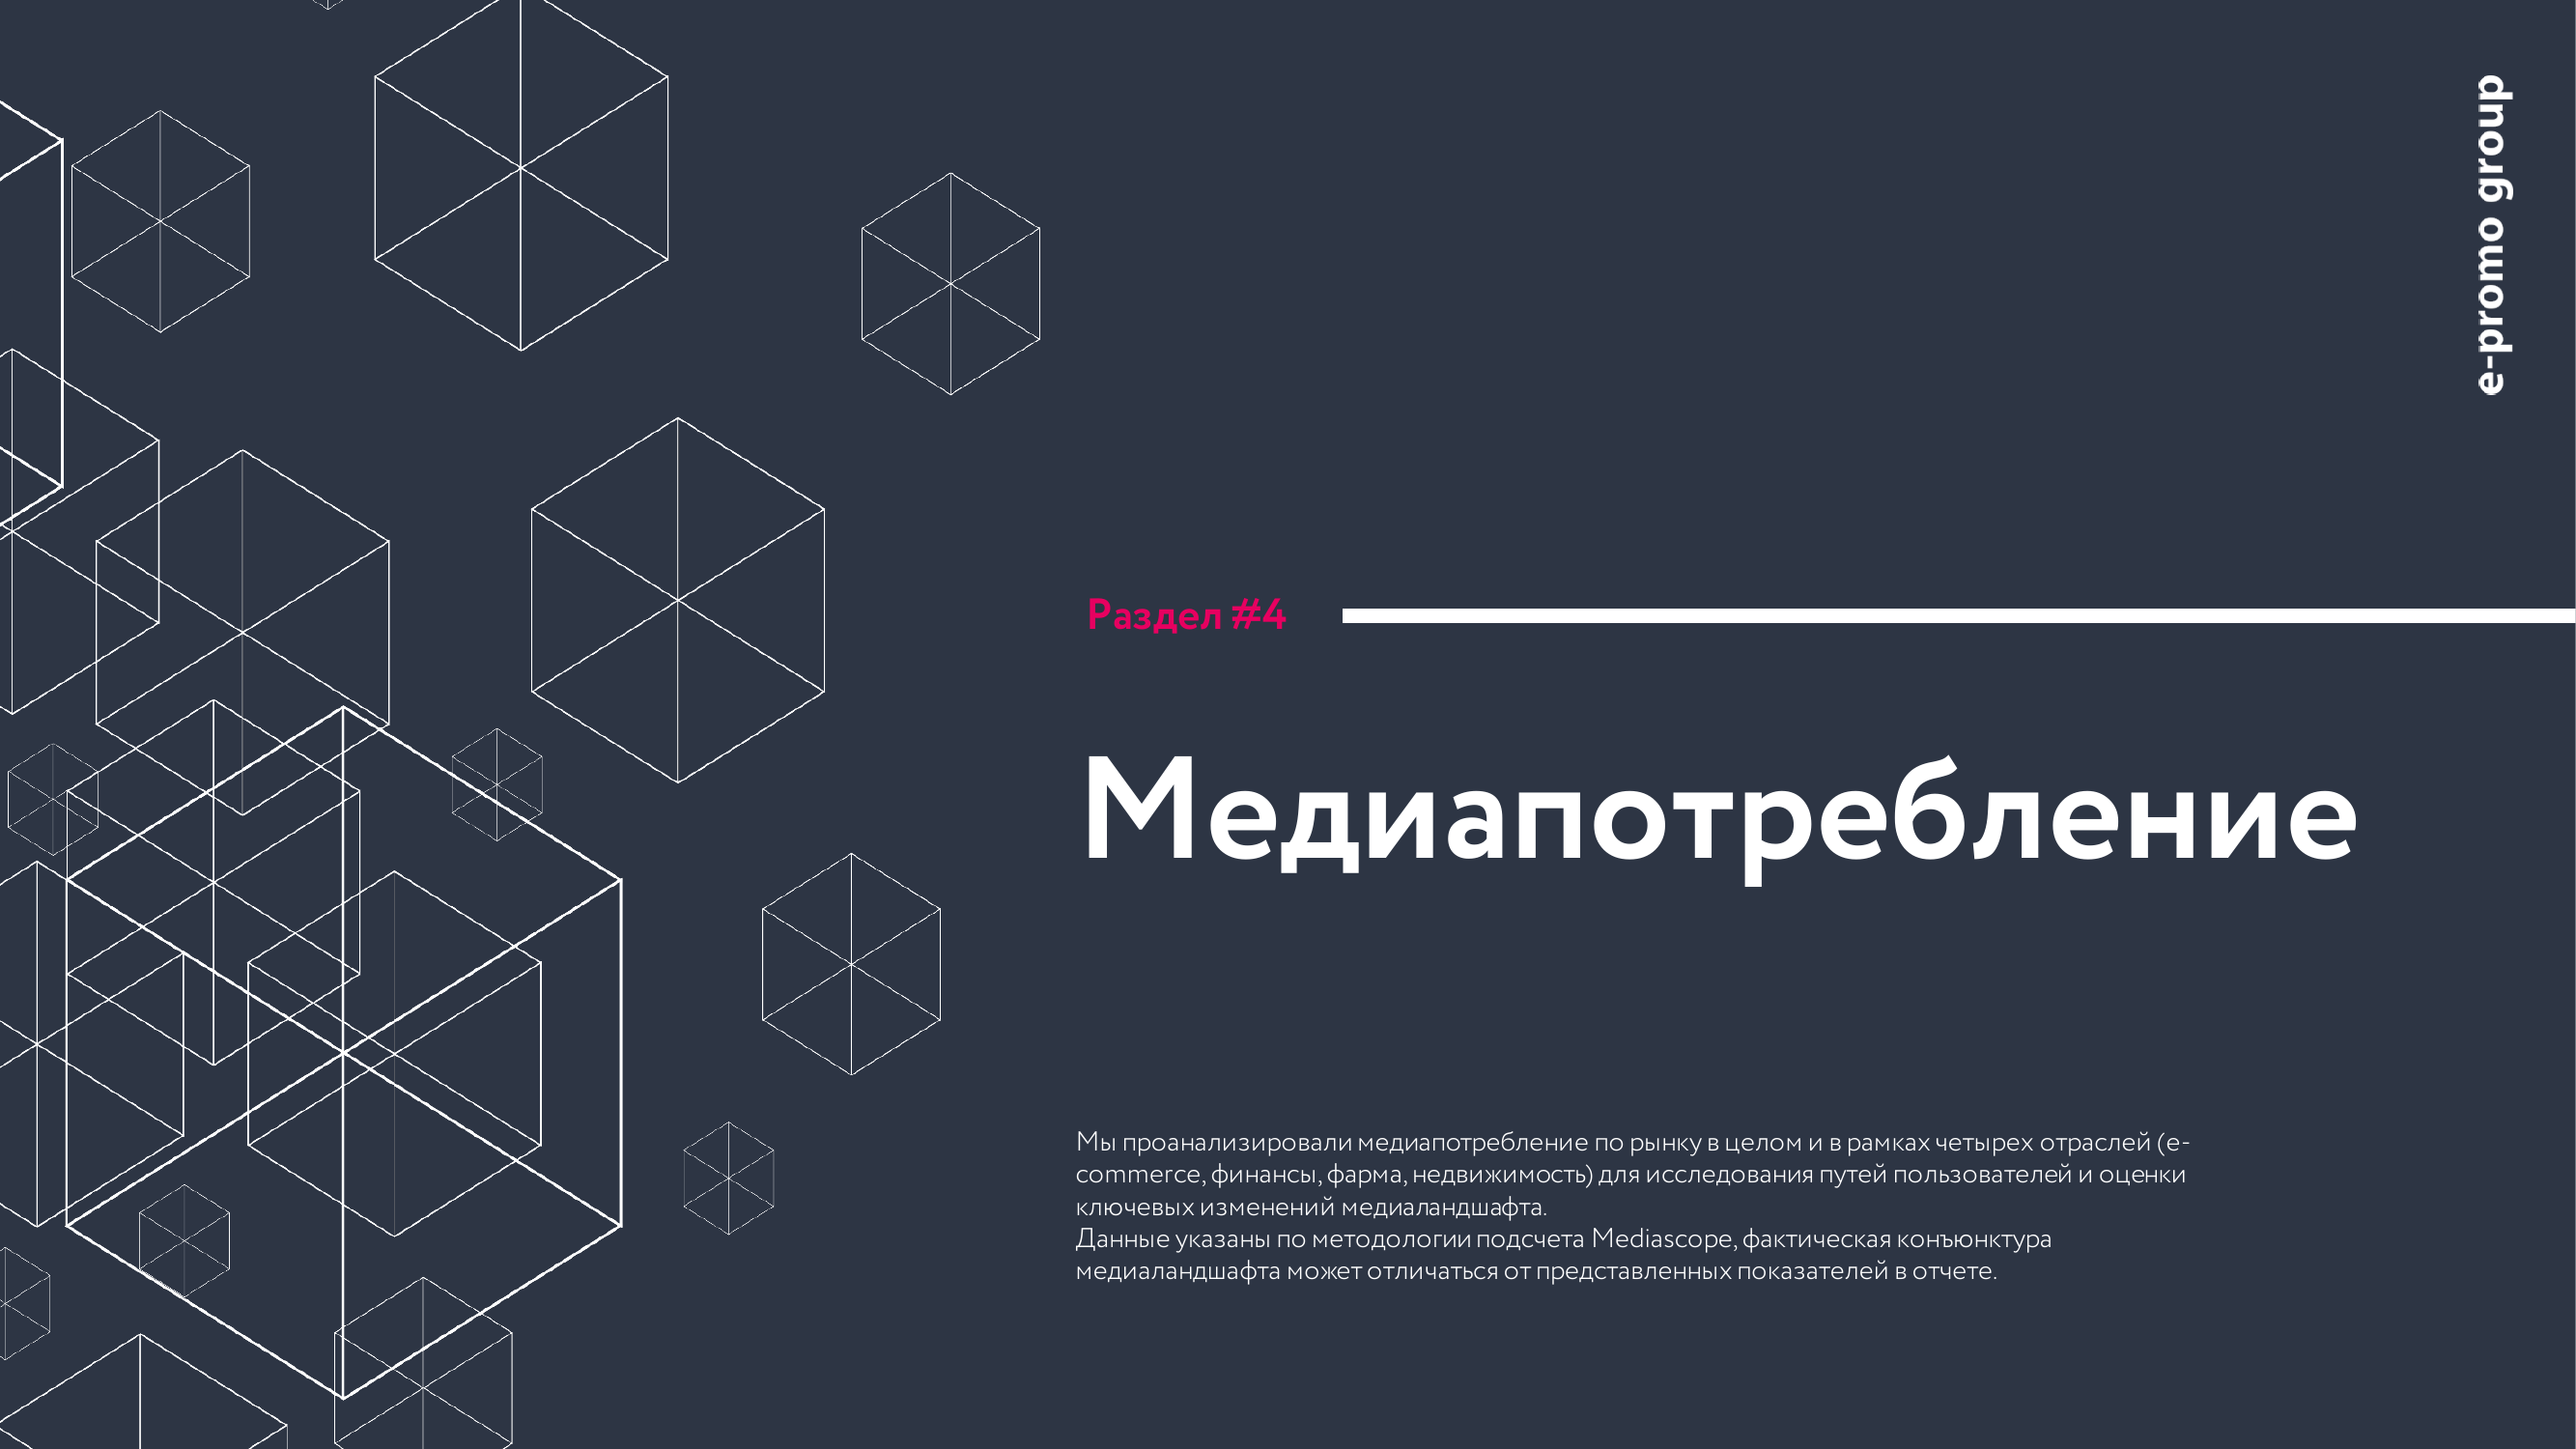 e-promo group
Раздел #4
Медиапотребление
Мы проанализировали медиапотребление по рынку в целом и в рамках четырех отраслей (e-
commerce, финансы, фарма, недвижимость) для исследования путей пользователей и оценки
ключевых изменений медиаландшафта.
Данные указаны по методологии подсчета Mediascope, фактическая конъюнктура
медиаландшафта может отличаться от представленных показателей в отчете.